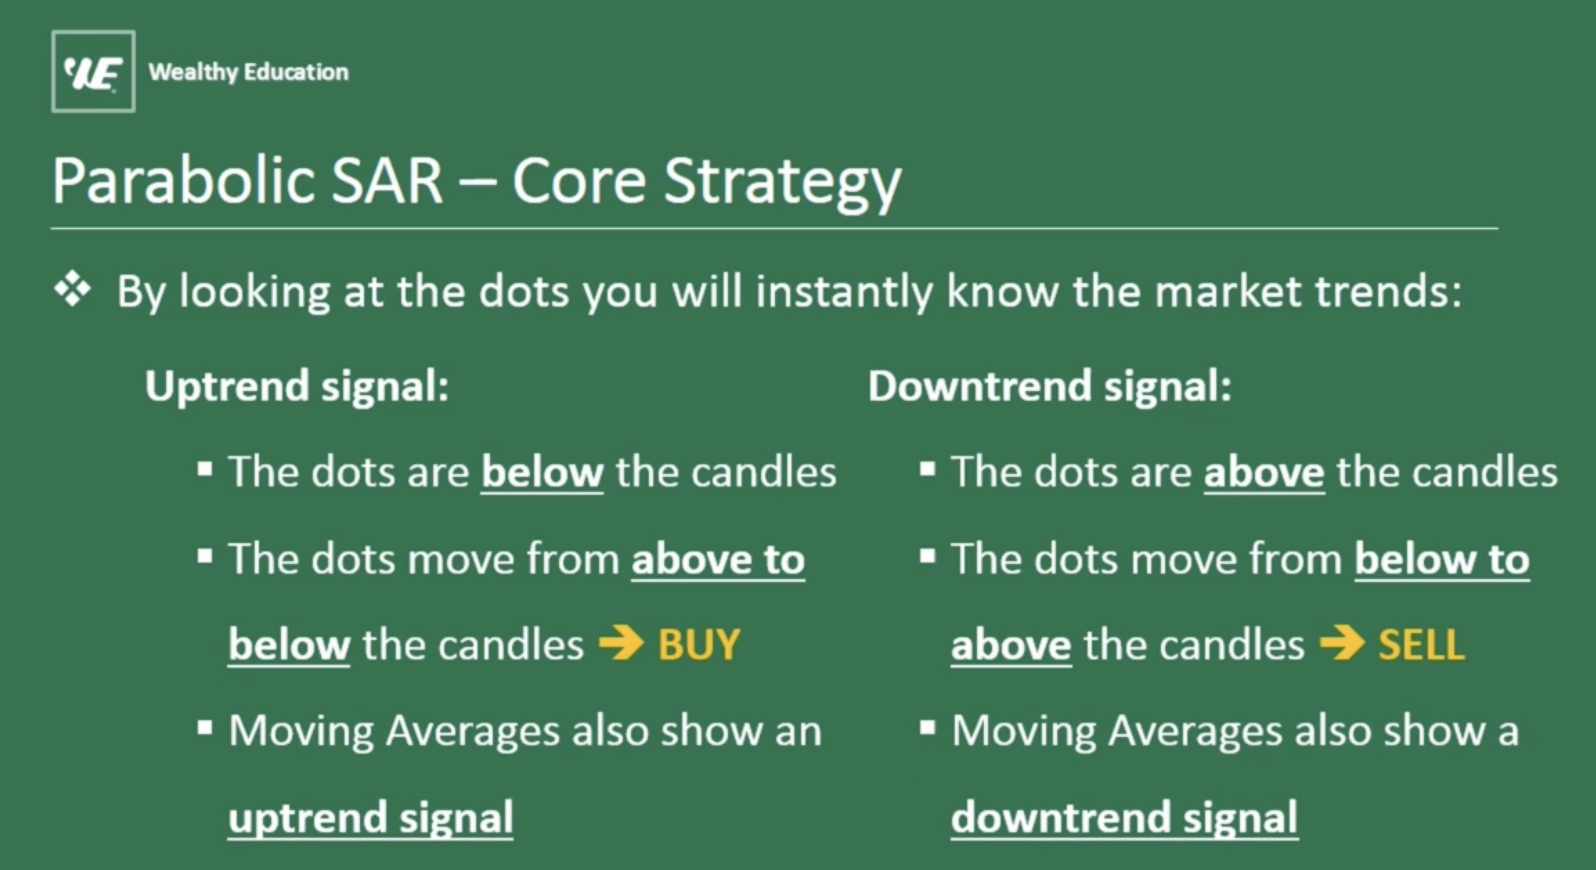 WE
Wealthy Education
Parabolic SAR – Core Strategy
❖ By looking at the dots you will instantly know the market trends:
Uptrend signal:
▪ The dots are below the candles
▪ The dots move from above to
below the candles ➔ BUY
▪ Moving Averages also show an
uptrend signal
Downtrend signal:
▪ The dots are above the candles
▪ The dots move from below to
above the candles ➔ SELL
▪ Moving Averages also show a
downtrend signal